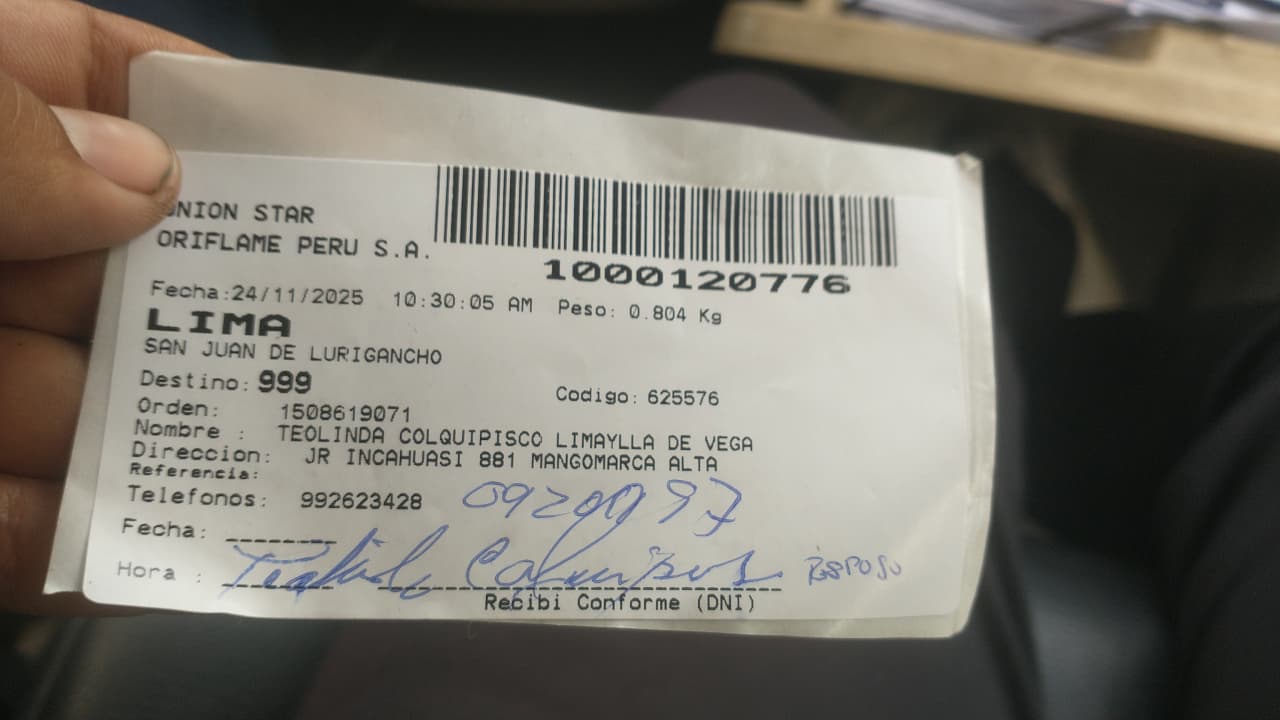 UNION STAR
ORIFLAME PERU S.A.
1000120776
Fecha:24/11/2025 10:30:05 AM Peso: 0.804 Kg
LIMA
SAN JUAN DE LURIGANCHO
Destino: 999 Codigo: 625576
Orden: 1508619071
Nombre : TEOLINDA COLQUIPISCO LIMAYLLA DE VEGA
Direccion: JR INCAHUASI 881 MANGOMARCA ALTA
Referencia:
Telefonos: 992623428
Fecha:
Hora :
Recibi Conforme (DNI)